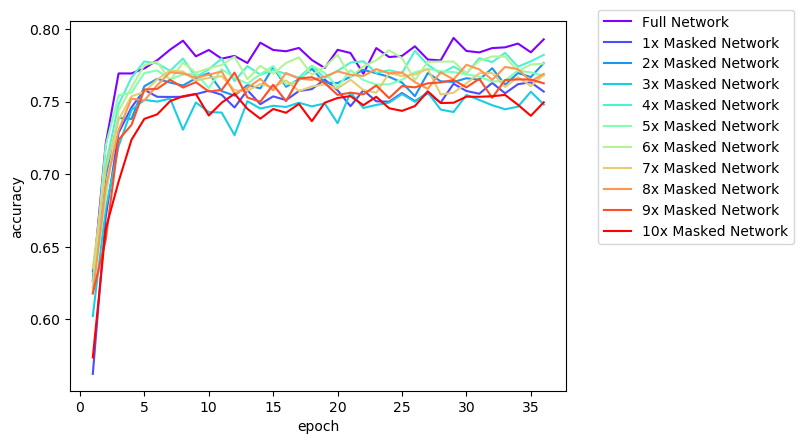 0.80
0.75
0.70
0.65
0.60
accuracy
0 5 10 15 20 25 30 35
epoch
Full Network
1x Masked Network
2x Masked Network
3x Masked Network
4x Masked Network
5x Masked Network
6x Masked Network
7x Masked Network
8x Masked Network
9x Masked Network
10x Masked Network